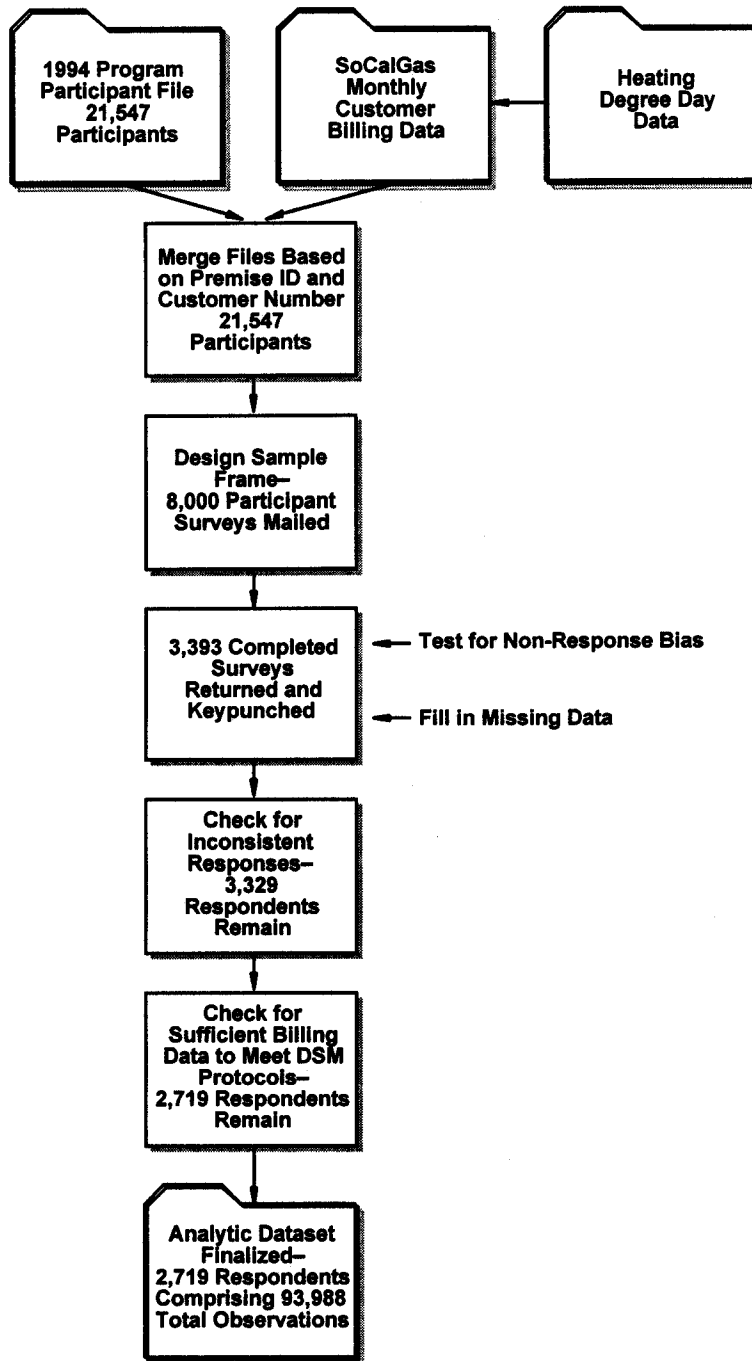 1994 Program
Participant File
21,547
Participants
SoCalGas
Monthly
Customer
Billing Data
Heating
Degree Day
Data
Merge Files Based
on Premise ID and
Customer Number
21,547
Participants
Design Sample
Frame–
8,000 Participant
Surveys Mailed
3,393 Completed
Surveys
Returned and
Keypunched
Test for Non-Response Bias
Fill in Missing Data
Check for
Inconsistent
Responses–
3,329
Respondents
Remain
Check for
Sufficient Billing
Data to Meet DSM
Protocols–
2,719 Respondents
Remain
Analytic Dataset
Finalized–
2,719 Respondents
Comprising 93,988
Total Observations